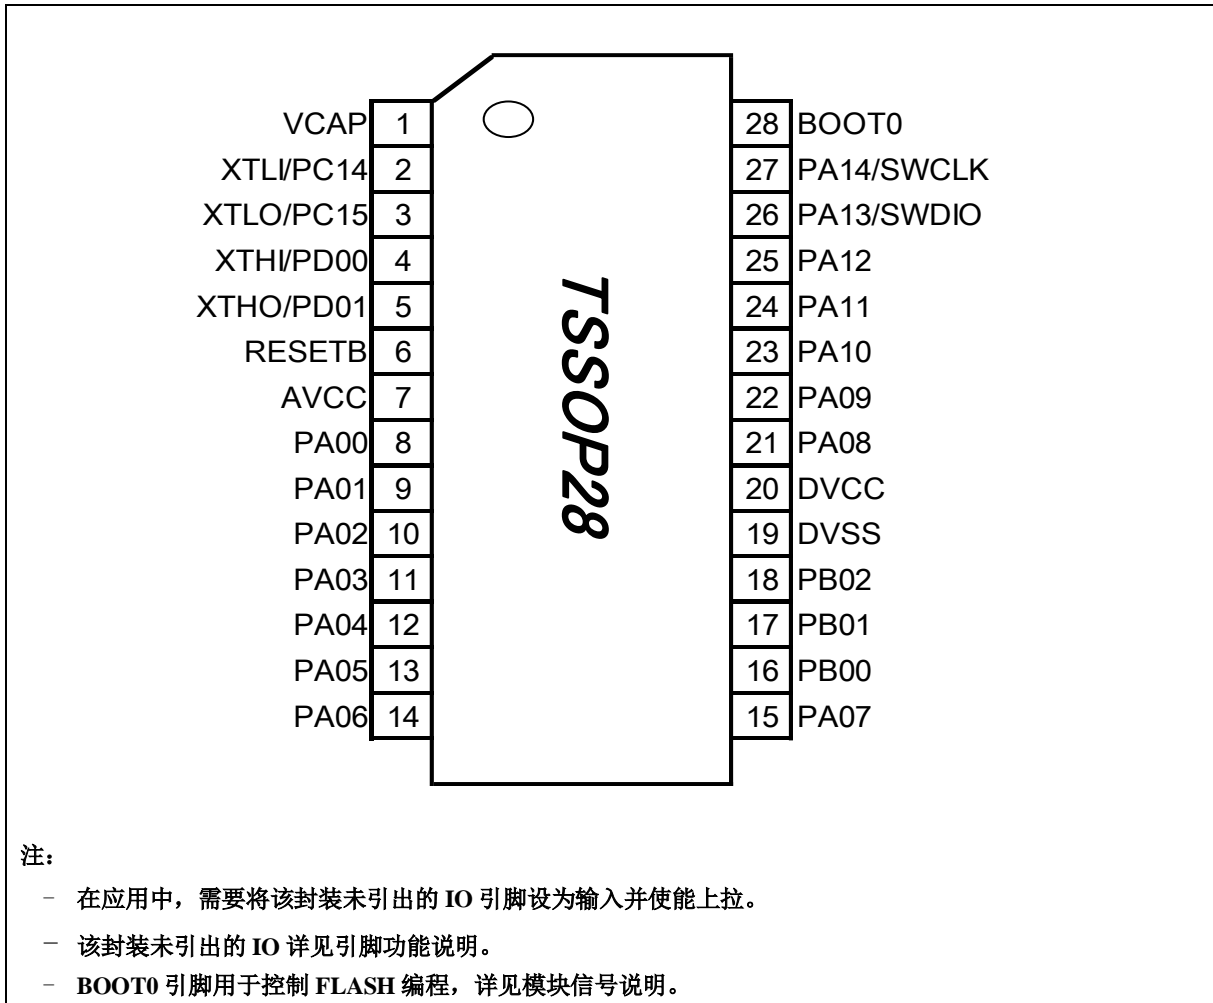 VCAP 1 28 BOOT0
XTLI/PC14 2 27 PA14/SWCLK
XTLO/PC15 3 26 PA13/SWDIO
XTHI/PD00 4 25 PA12
XTHO/PD01 5 24 PA11
RESETB 6 23 PA10
AVCC 7 22 PA09
PA00 8 21 PA08
PA01 9 20 DVCC
PA02 10 19 DVSS
PA03 11 18 PB02
PA04 12 17 PB01
PA05 13 16 PB00
PA06 14 15 PA07
TSSOP28
注：
– 在应用中，需要将该封装未引出的 IO 引脚设为输入并使能上拉。
– 该封装未引出的 IO 详见引脚功能说明。
– BOOT0 引脚用于控制 FLASH 编程，详见模块信号说明。